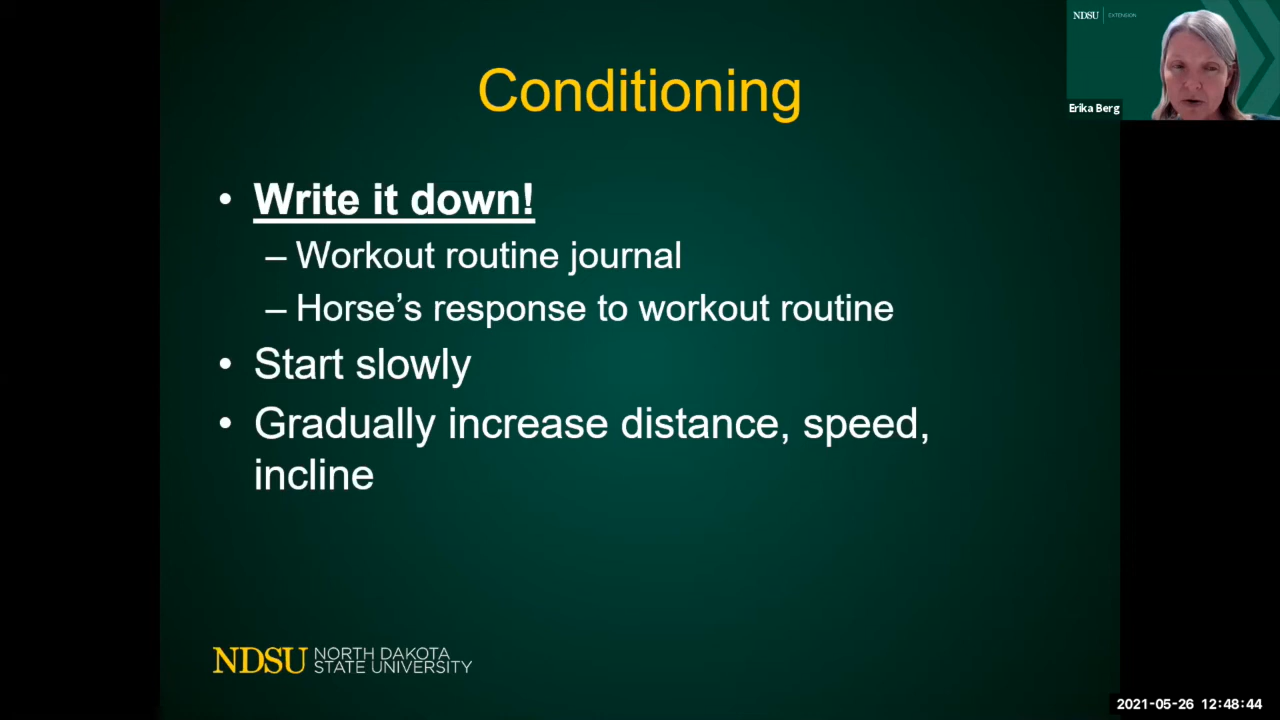 NDSU EXTENSION
Erika Berg
Conditioning
• Write it down!
– Workout routine journal
– Horse’s response to workout routine
• Start slowly
• Gradually increase distance, speed,
incline
NDSU NORTH DAKOTA
STATE UNIVERSITY
2021-05-26 12:48:44